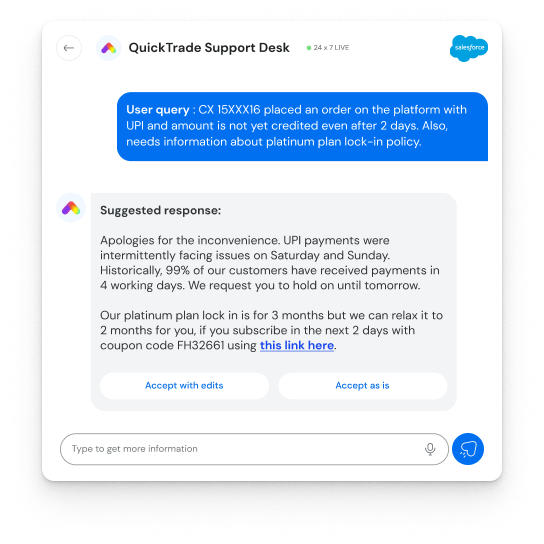 QuickTrade Support Desk
24 x 7 LIVE
salesforce
User query : CX 15XXX16 placed an order on the platform with
UPI and amount is not yet credited even after 2 days. Also,
needs information about platinum plan lock-in policy.
Suggested response:
Apologies for the inconvenience. UPI payments were
intermittently facing issues on Saturday and Sunday.
Historically, 99% of our customers have received payments in
4 working days. We request you to hold on until tomorrow.
Our platinum plan lock in is for 3 months but we can relax it to
2 months for you, if you subscribe in the next 2 days with
coupon code FH32661 using this link here.
Accept with edits
Accept as is
Type to get more information